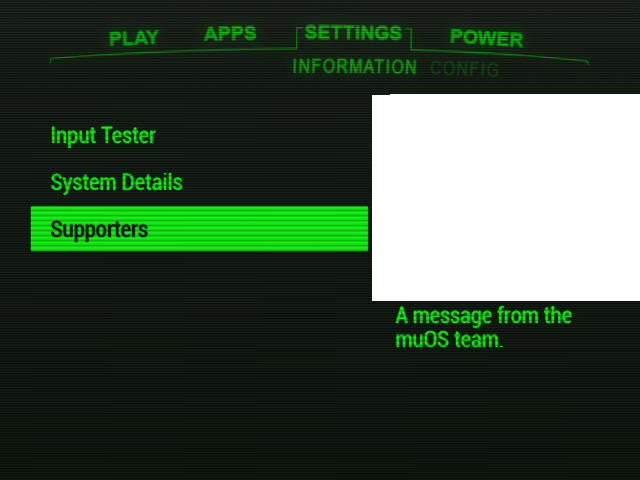 PLAY APPS SETTINGS POWER
INFORMATION CONFIG
Input Tester
System Details
Supporters
A message from the
muOS team.